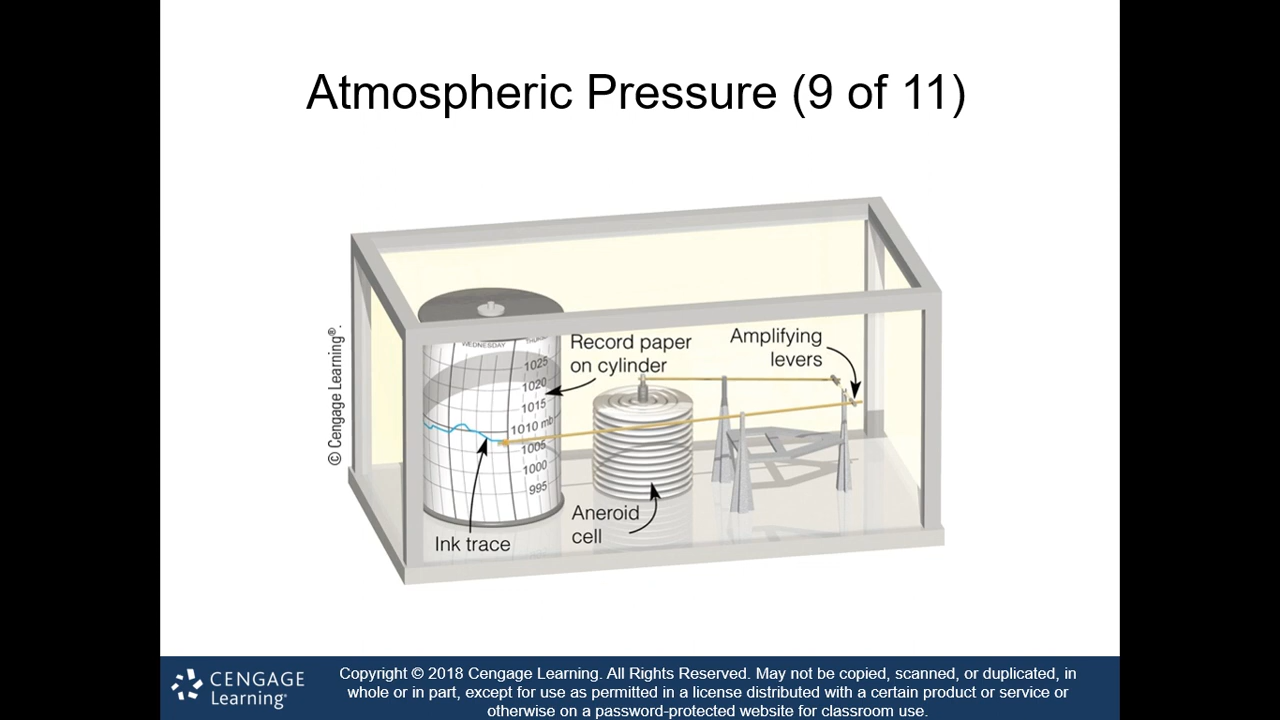 Atmospheric Pressure (9 of 11)
© Cengage Learning®.
WEDNESDAY
Record paper
on cylinder
Amplifying
levers
1025
1020
1015
1010 mb
1005
1000
995
Aneroid
cell
Ink trace
CENGAGE
Learning
Copyright © 2018 Cengage Learning. All Rights Reserved. May not be copied, scanned, or duplicated, in
whole or in part, except for use as permitted in a license distributed with a certain product or service or
otherwise on a password-protected website for classroom use.